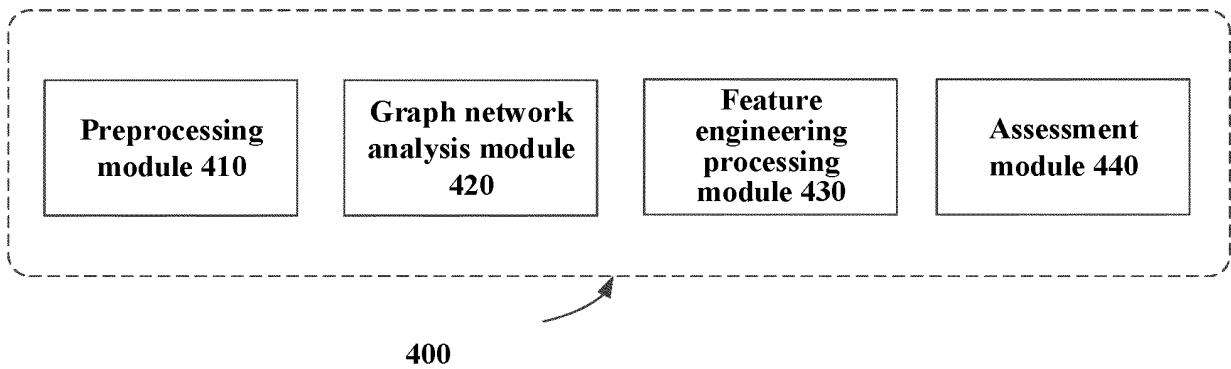 Preprocessing
module 410
Graph network
analysis module
420
Feature
engineering
processing
module 430
Assessment
module 440
400